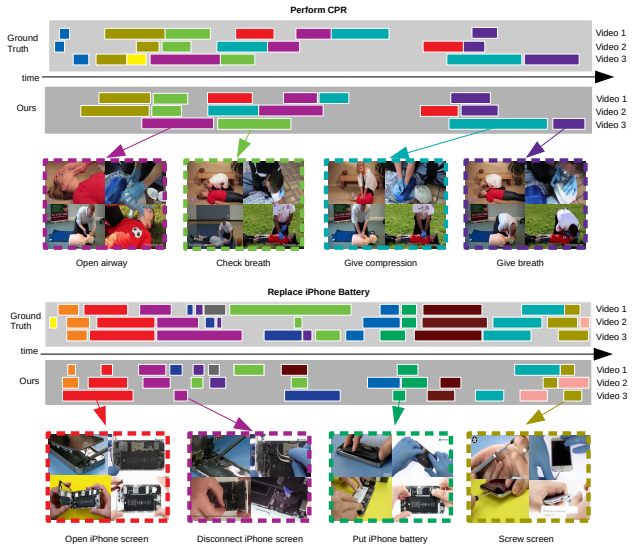 Perform CPR
Ground
Truth
Video 1
Video 2
Video 3
time
Ours
Video 1
Video 2
Video 3
Open airway
Check breath
Give compression
Give breath
Replace iPhone Battery
Ground
Truth
Video 1
Video 2
Video 3
time
Ours
Video 1
Video 2
Video 3
Open iPhone screen
Disconnect iPhone screen
Put iPhone battery
Screw screen